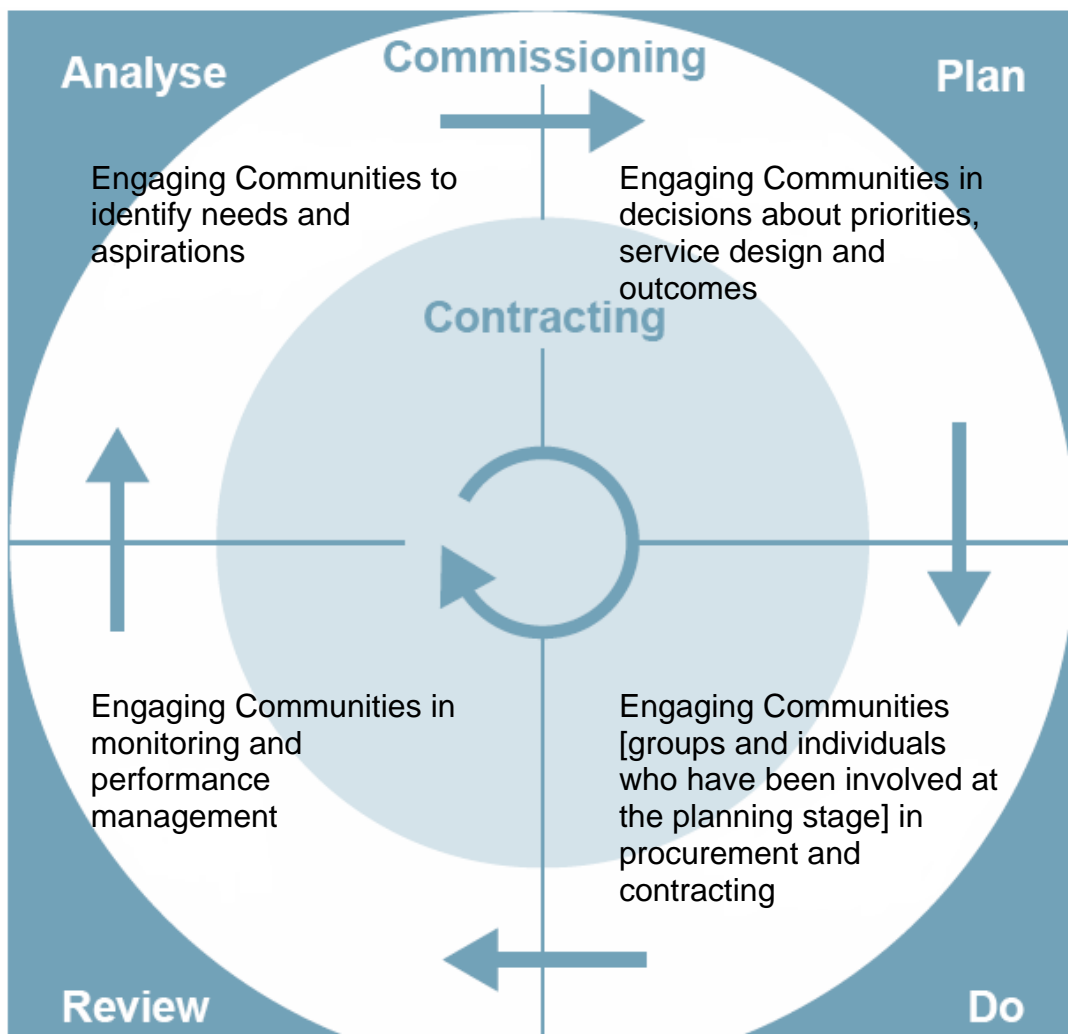 Analyse
Commissioning
Plan
Engaging Communities to
identify needs and
aspirations
Engaging Communities in
decisions about priorities,
service design and
outcomes
Contracting
Engaging Communities in
monitoring and
performance
management
Engaging Communities
[groups and individuals
who have been involved at
the planning stage] in
procurement and
contracting
Review
Do